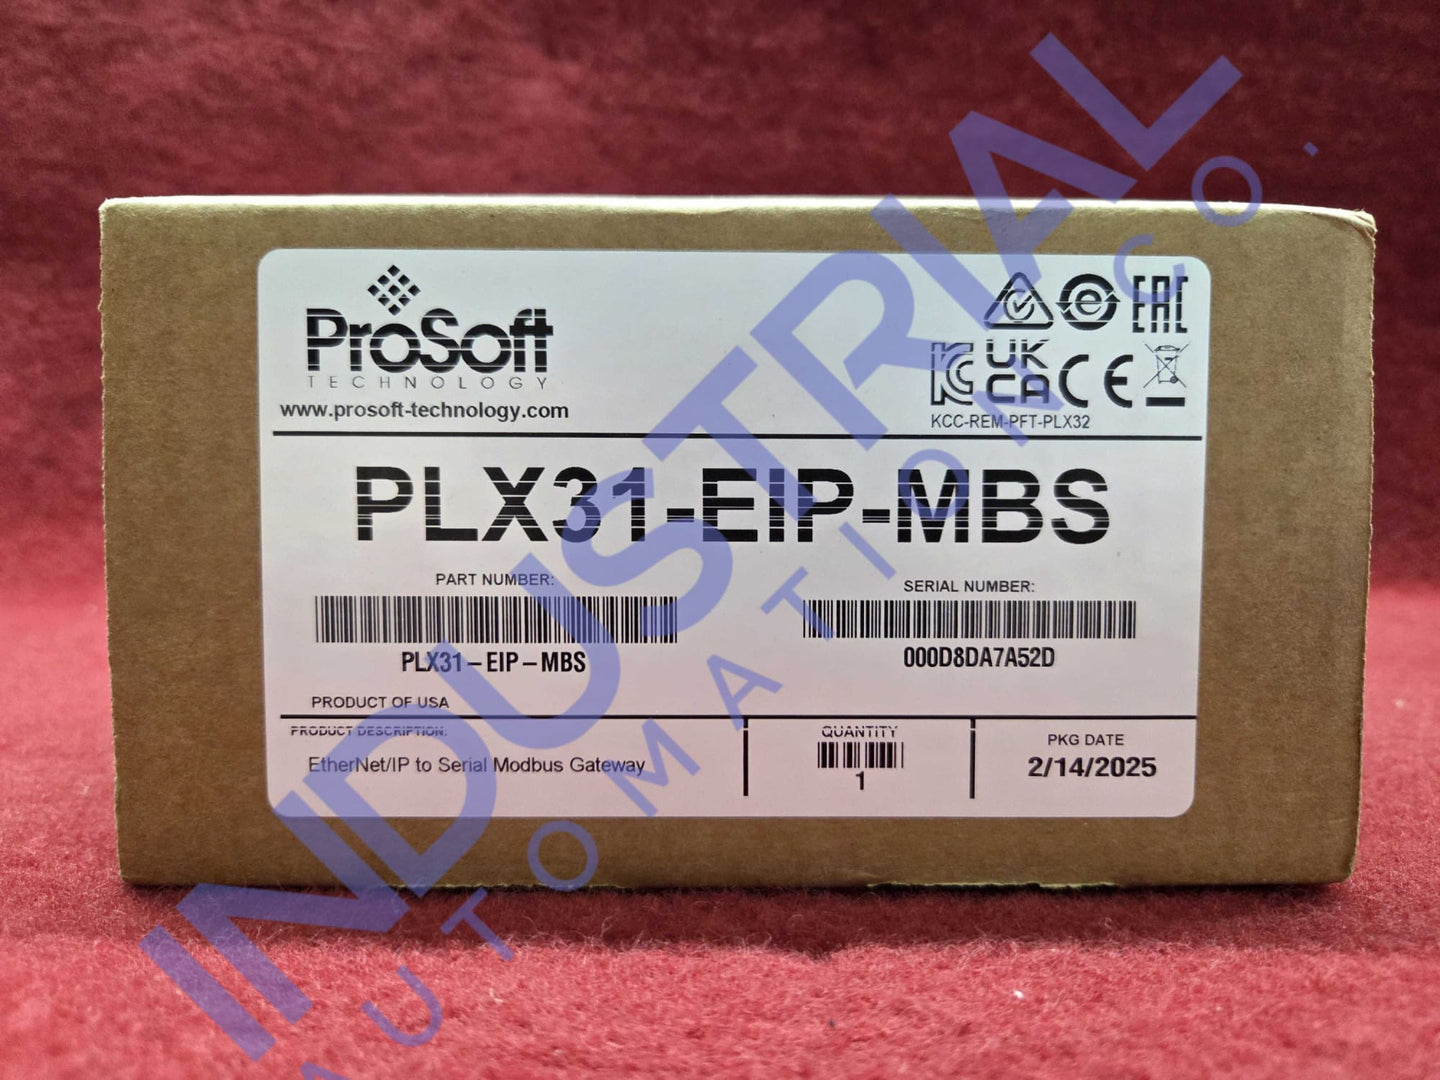 ProSoft
TECHNOLOGY
www.prosoft-technology.com
EAC
UK
CA CE
KCC-REM-PFT-PLX32
PLX31-EIP-MBS
PART NUMBER:
PLX31-EIP-MBS
SERIAL NUMBER:
000D8DA7A52D
PRODUCT OF USA
PRODUCT DESCRIPTION:
EtherNet/IP to Serial Modbus Gateway
QUANTITY
1
PKG DATE
2/14/2025
INDUSTRIAL
AUTOMATION CO.